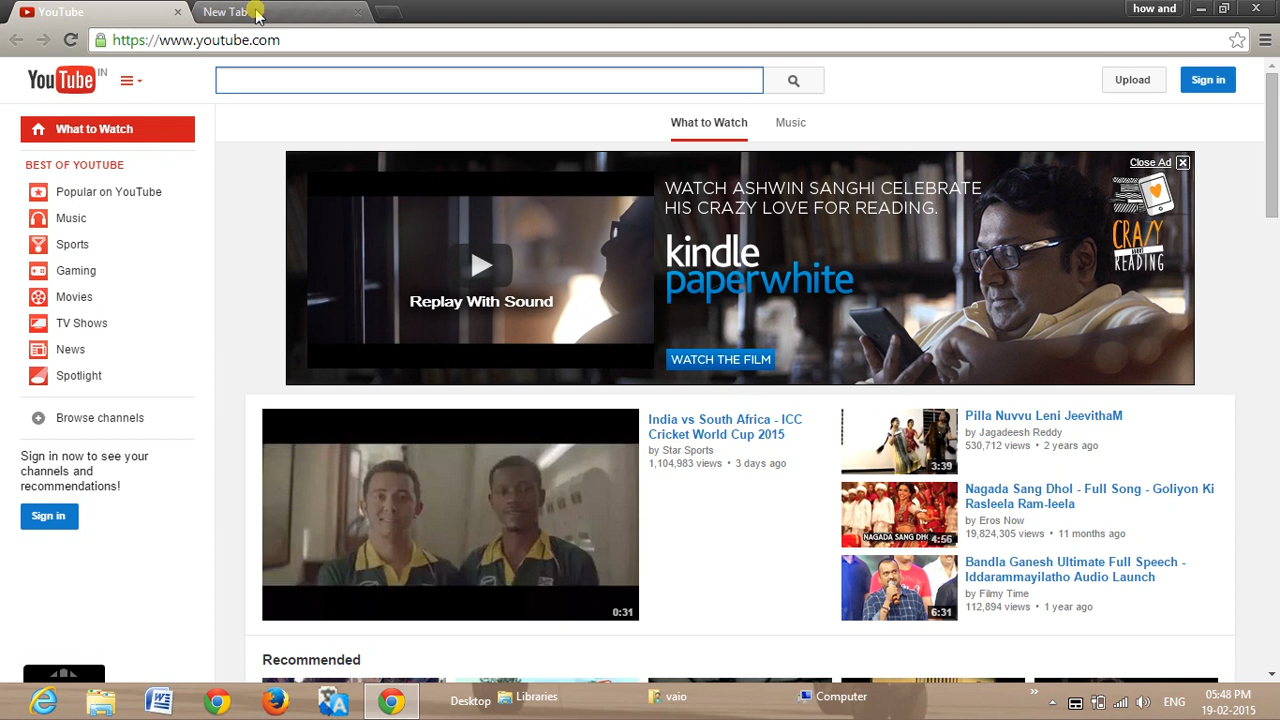 YouTube
New Tab
how and
https://www.youtube.com
YouTube IN
Upload
Sign in
What to Watch
Music
What to Watch
BEST OF YOUTUBE
Popular on YouTube
Music
Sports
Gaming
Movies
TV Shows
News
Spotlight
Browse channels
Sign in now to see your
channels and
recommendations!
Sign in
Close Ad
WATCH ASHWIN SANGHI CELEBRATE
HIS CRAZY LOVE FOR READING.
kindle
paperwhite
WATCH THE FILM
Replay With Sound
CRAZY
ABOUT
READING
India vs South Africa - ICC
Cricket World Cup 2015
by Star Sports
1,104,983 views • 3 days ago
0:31
Pilla Nuvvu Leni JeevithaM
by Jagadeesh Reddy
530,712 views • 2 years ago
3:39
Nagada Sang Dhol - Full Song - Goliyon Ki
Rasleela Ram-leela
by Eros Now
19,824,305 views • 11 months ago
NAGADA SANG DHOL
4:56
Bandla Ganesh Ultimate Full Speech -
Iddarammayilatho Audio Launch
by Filmy Time
112,894 views • 1 year ago
6:31
Recommended
Desktop
Libraries
vaio
Computer
ENG
05:48 PM
19-02-2015